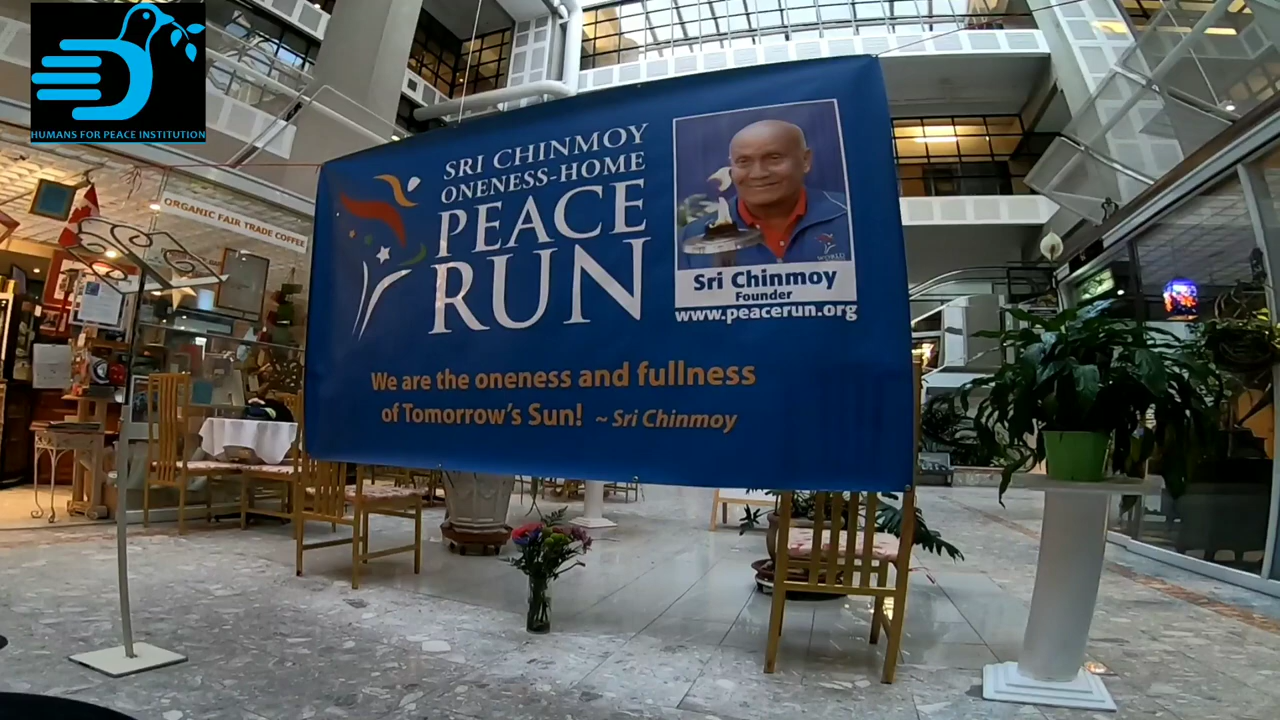 HUMANS FOR PEACE INSTITUTION
ORGANIC FAIR TRADE COFFEE
SRI CHINMOY
ONENESS-HOME
PEACE
RUN
WORLD
Sri Chinmoy
Founder
www.peacerun.org
We are the oneness and fullness
of Tomorrow's Sun! ~ Sri Chinmoy